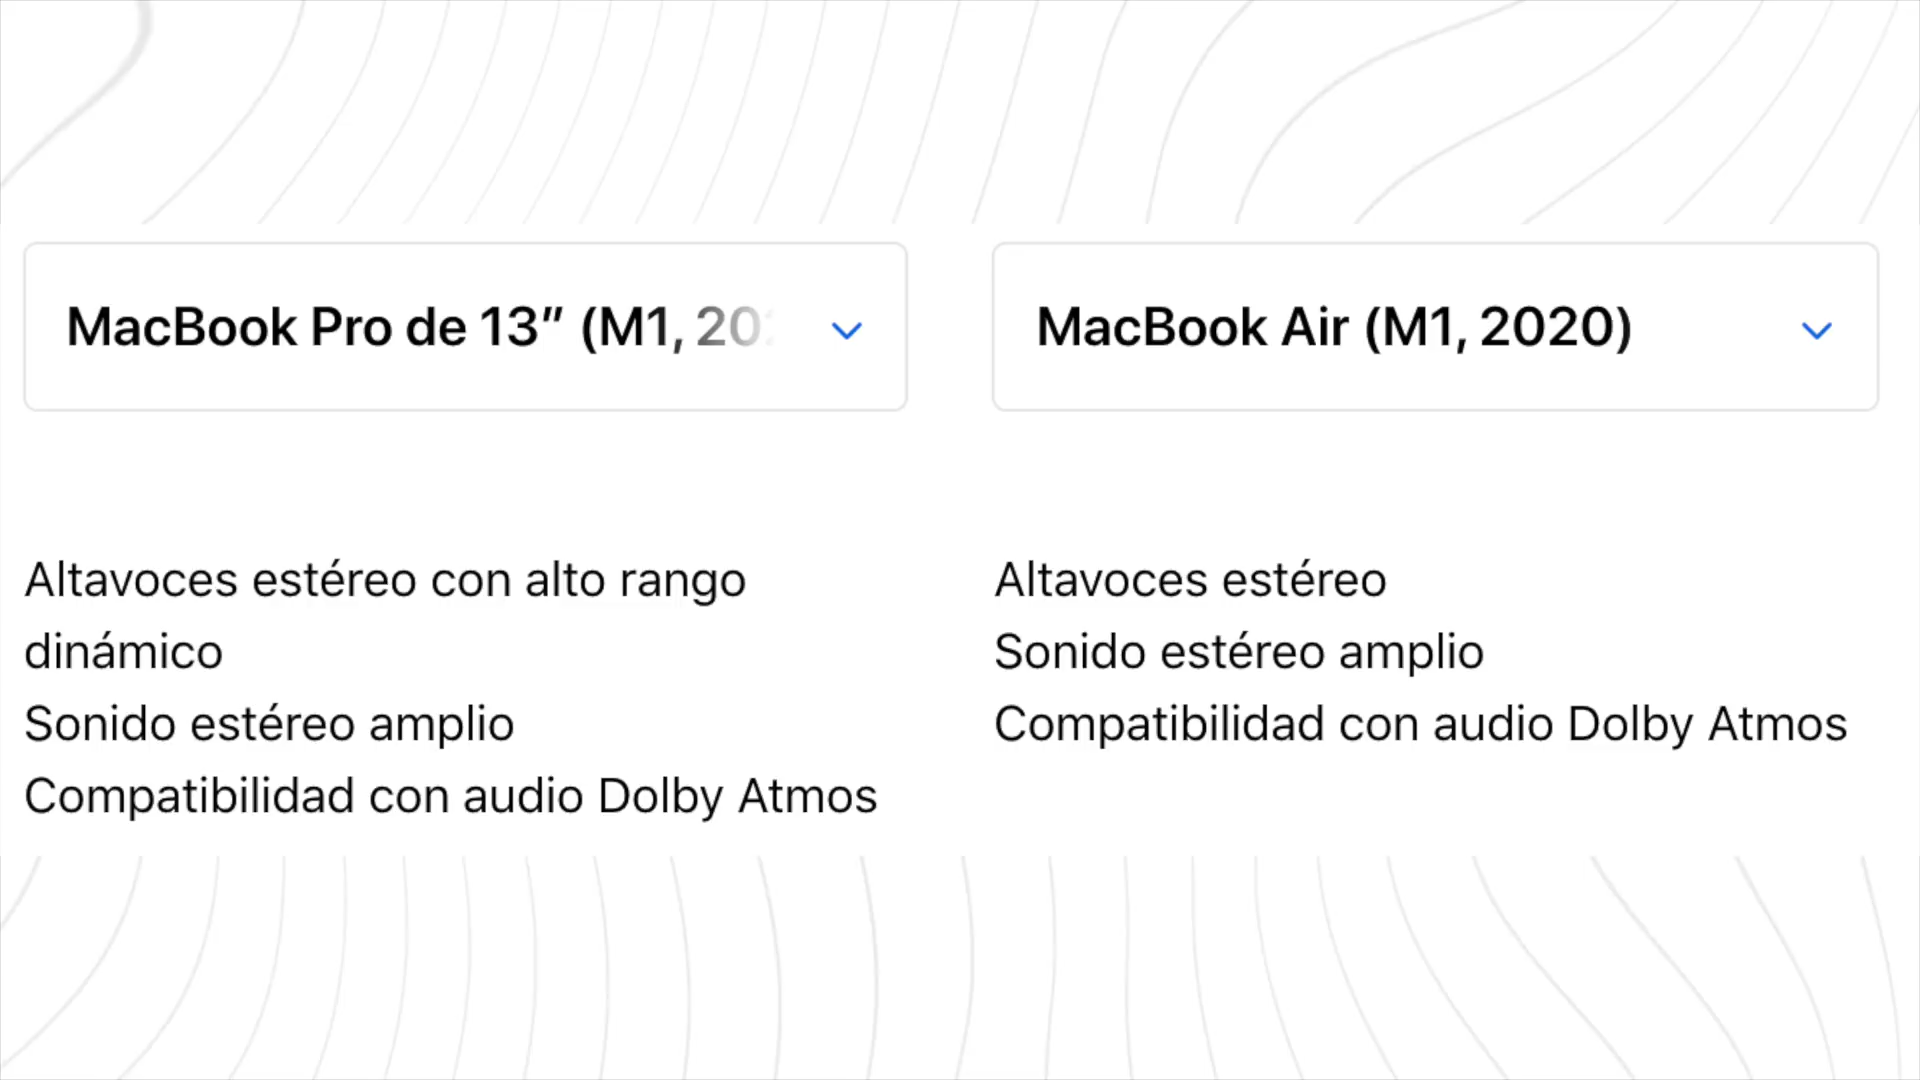 MacBook Pro de 13” (M1, 20
MacBook Air (M1, 2020)
Altavoces estéreo con alto rango
dinámico
Sonido estéreo amplio
Compatibilidad con audio Dolby Atmos
Altavoces estéreo
Sonido estéreo amplio
Compatibilidad con audio Dolby Atmos